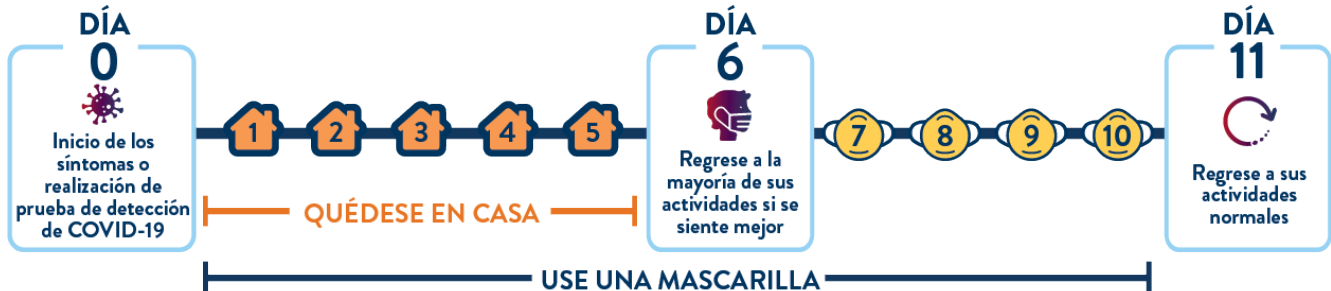 DÍA
0
Inicio de los
síntomas o
realización de
prueba de detección
de COVID-19
1
2
3
4
5
QUÉDESE EN CASA
DÍA
6
Regrese a la
mayoría de sus
actividades si se
siente mejor
7
8
9
10
DÍA
11
Regrese a sus
actividades
normales
USE UNA MASCARILLA